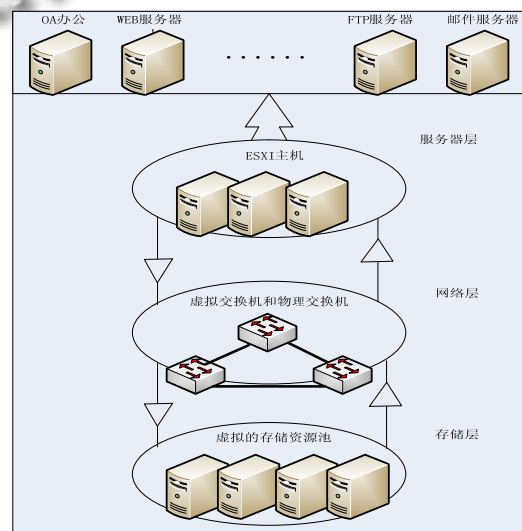 OA办公
WEB服务器
FTP服务器
邮件服务器
......
服务器层
ESXI主机
网络层
虚拟交换机和物理交换机
存储层
虚拟的存储资源池